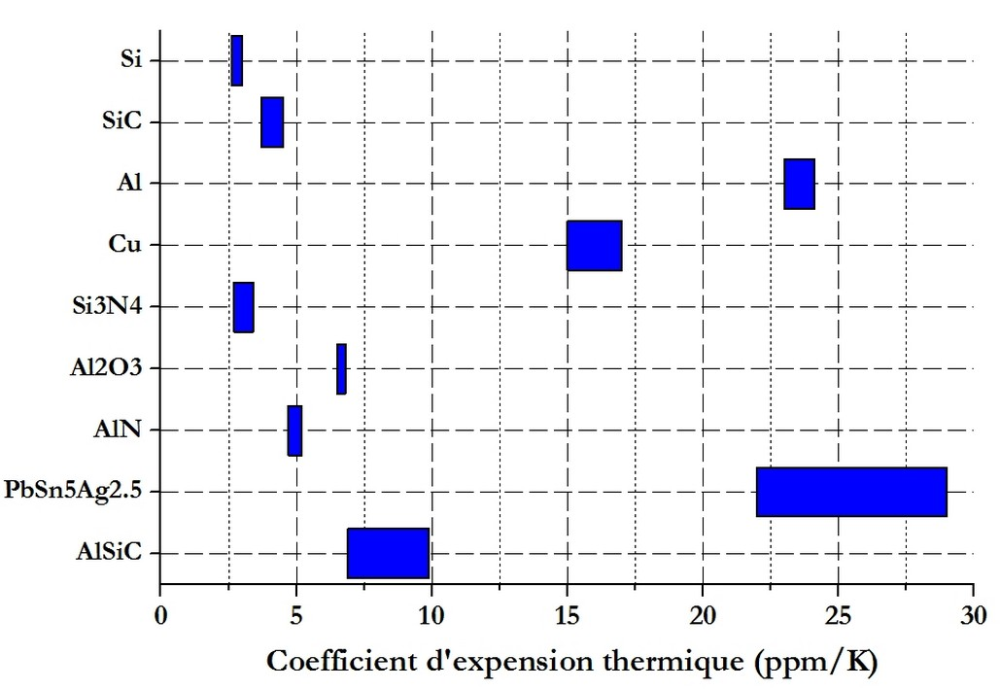 Si
SiC
Al
Cu
Si3N4
Al2O3
AlN
PbSn5Ag2.5
AlSiC
0 5 10 15 20 25 30
Coefficient d'expension thermique (ppm/K)